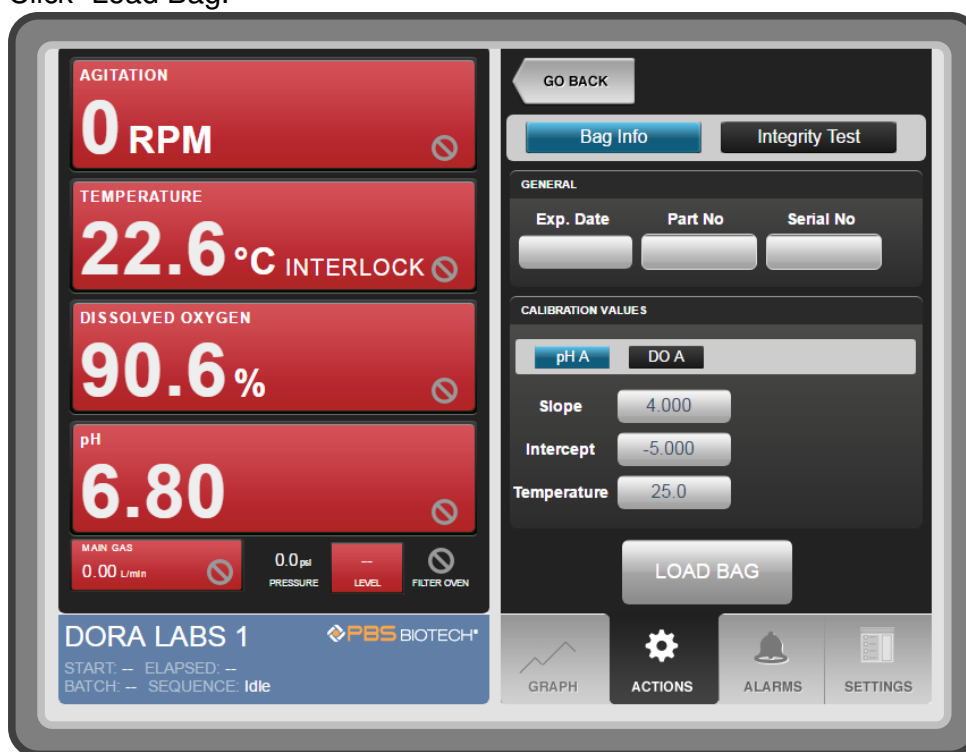 Click "Load Bag."
AGITATION
0 RPM
TEMPERATURE
22.6 °C INTERLOCK
DISSOLVED OXYGEN
90.6 %
pH
6.80
MAIN GAS
0.00 L/min
0.0 psi
PRESSURE
--
LEVEL
FILTER OVEN
DORA LABS 1
PBS BIOTECH
START: -- ELAPSED: --
BATCH: -- SEQUENCE: Idle
GO BACK
Bag Info Integrity Test
GENERAL
Exp. Date Part No Serial No
CALIBRATION VALUES
pH A DO A
Slope 4.000
Intercept -5.000
Temperature 25.0
LOAD BAG
GRAPH ACTIONS ALARMS SETTINGS